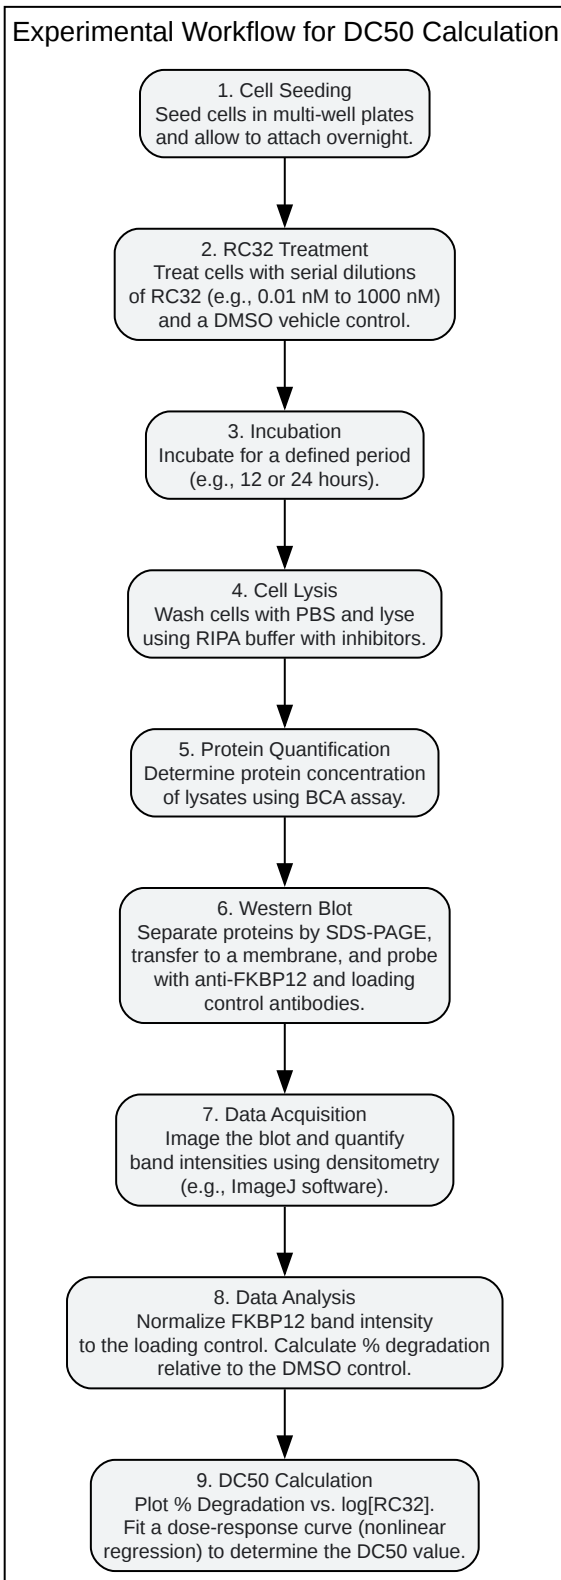 Experimental Workflow for DC50 Calculation
1. Cell Seeding
Seed cells in multi-well plates
and allow to attach overnight.
2. RC32 Treatment
Treat cells with serial dilutions
of RC32 (e.g., 0.01 nM to 1000 nM)
and a DMSO vehicle control.
3. Incubation
Incubate for a defined period
(e.g., 12 or 24 hours).
4. Cell Lysis
Wash cells with PBS and lyse
using RIPA buffer with inhibitors.
5. Protein Quantification
Determine protein concentration
of lysates using BCA assay.
6. Western Blot
Separate proteins by SDS-PAGE,
transfer to a membrane, and probe
with anti-FKBP12 and loading
control antibodies.
7. Data Acquisition
Image the blot and quantify
band intensities using densitometry
(e.g., ImageJ software).
8. Data Analysis
Normalize FKBP12 band intensity
to the loading control. Calculate % degradation
relative to the DMSO control.
9. DC50 Calculation
Plot % Degradation vs. log[RC32].
Fit a dose-response curve (nonlinear
regression) to determine the DC50 value.